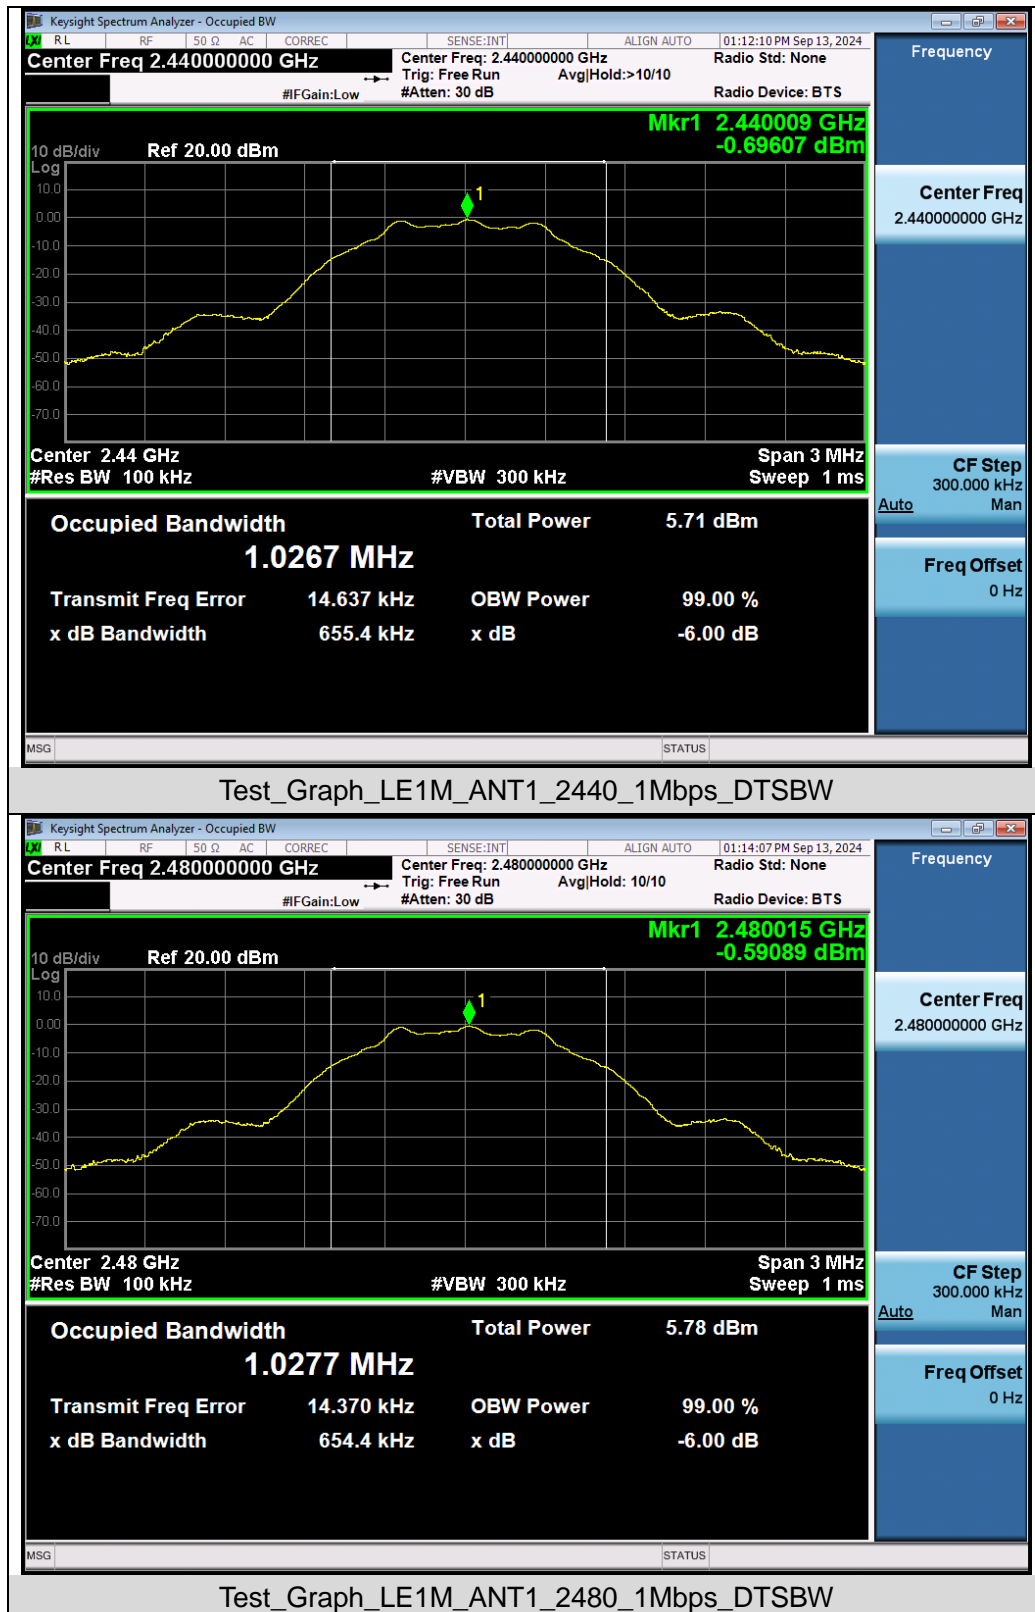 Keysight Spectrum Analyzer - Occupied BW
LXI RL RF 50 Ω AC CORREC SENSE:INT ALIGN AUTO 01:12:10 PM Sep 13, 2024
Center Freq 2.440000000 GHz
Center Freq: 2.440000000 GHz Radio Std: None
Trig: Free Run Avg|Hold:>10/10
#IFGain:Low #Atten: 30 dB Radio Device: BTS
Frequency
Mkr1 2.440009 GHz
-0.69607 dBm
10 dB/div Ref 20.00 dBm
Log
10.0
0.00
-10.0
-20.0
-30.0
-40.0
-50.0
-60.0
-70.0
1
Center Freq
2.440000000 GHz
Center 2.44 GHz Span 3 MHz
#Res BW 100 kHz #VBW 300 kHz Sweep 1 ms
CF Step
300.000 kHz
Auto Man
Freq Offset
0 Hz
Occupied Bandwidth Total Power 5.71 dBm
1.0267 MHz
Transmit Freq Error 14.637 kHz OBW Power 99.00 %
x dB Bandwidth 655.4 kHz x dB -6.00 dB
MSG STATUS
Test_Graph_LE1M_ANT1_2440_1Mbps_DTSBW
Keysight Spectrum Analyzer - Occupied BW
LXI RL RF 50 Ω AC CORREC SENSE:INT ALIGN AUTO 01:14:07 PM Sep 13, 2024
Center Freq 2.480000000 GHz
Center Freq: 2.480000000 GHz Radio Std: None
Trig: Free Run Avg|Hold: 10/10
#IFGain:Low #Atten: 30 dB Radio Device: BTS
Frequency
Mkr1 2.480015 GHz
-0.59089 dBm
10 dB/div Ref 20.00 dBm
Log
10.0
0.00
-10.0
-20.0
-30.0
-40.0
-50.0
-60.0
-70.0
1
Center Freq
2.480000000 GHz
Center 2.48 GHz Span 3 MHz
#Res BW 100 kHz #VBW 300 kHz Sweep 1 ms
CF Step
300.000 kHz
Auto Man
Freq Offset
0 Hz
Occupied Bandwidth Total Power 5.78 dBm
1.0277 MHz
Transmit Freq Error 14.370 kHz OBW Power 99.00 %
x dB Bandwidth 654.4 kHz x dB -6.00 dB
MSG STATUS
Test_Graph_LE1M_ANT1_2480_1Mbps_DTSBW